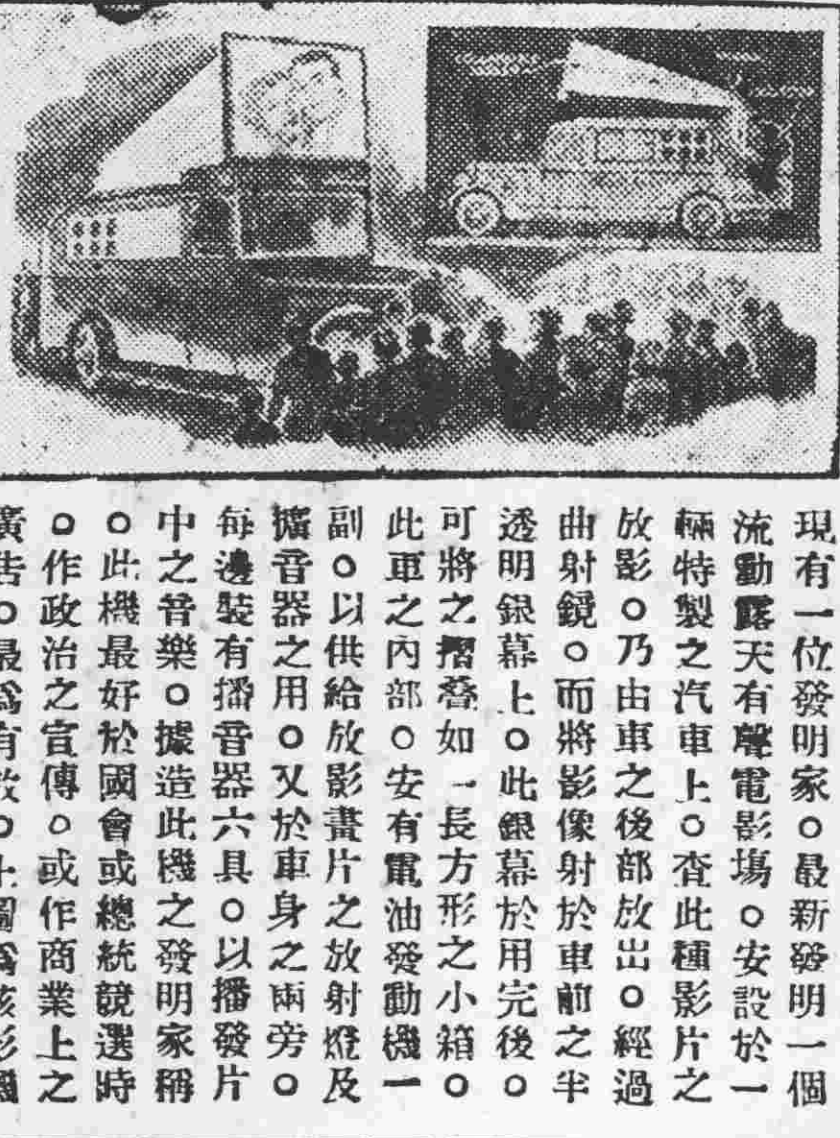 現有一位發明家。最新發明一個
流動露天有聲電影場。安設於一
輛特製之汽車上。查此種影片之
放影。乃由車之後部放出。經過
曲射鏡。而將影像射於車前之半
透明銀幕上。此銀幕於用完後。
可將之摺叠如一長方形之小箱。
此車之內部。安有電油發動機一
副。以供給放影畫片之放射燈及
擴音器之用。又於車身之兩旁。
每邊裝有播音器六具。以播發片
中之音樂。據造此機之發明家稱
。此機最好於國會或總統競選時
。作政治之宣傳。或作商業上之
廣告。最為有效。上圖為該影